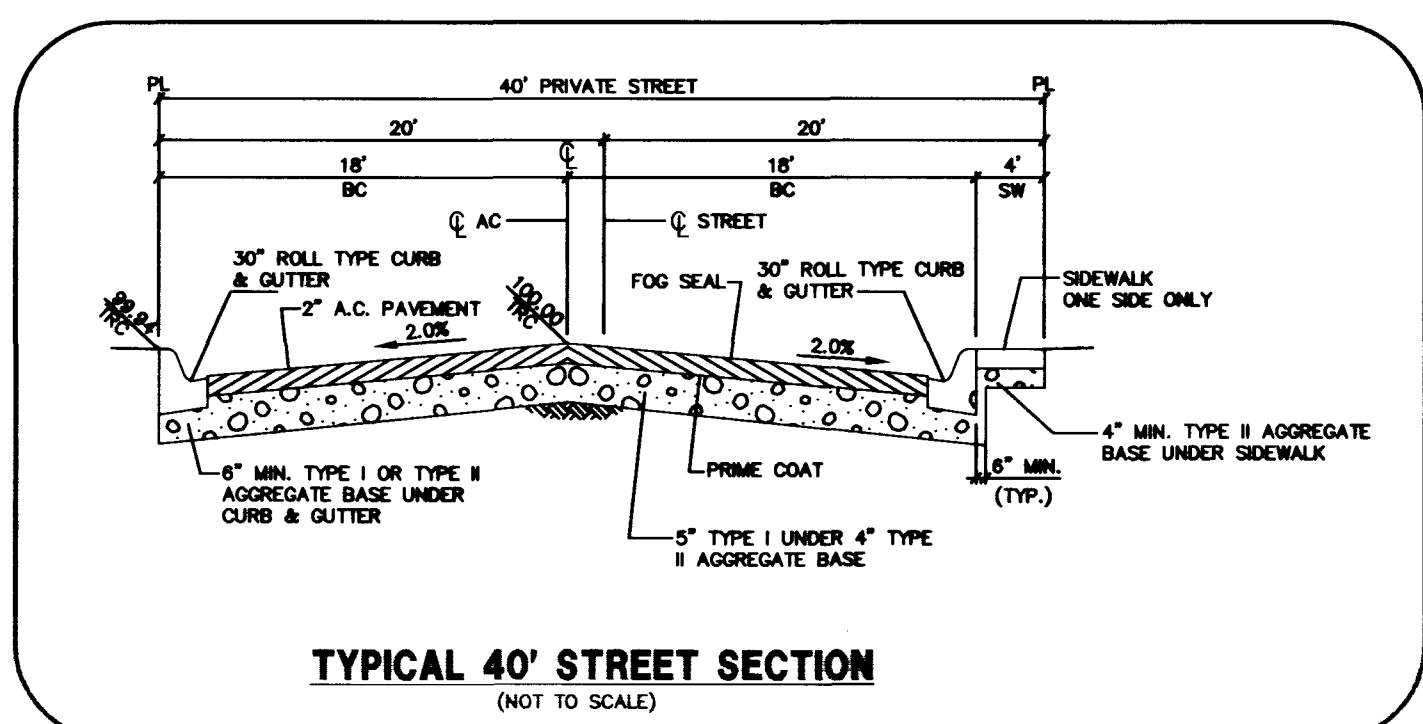 PL
40' PRIVATE STREET
PL
20'
20'
18'
BC
℄
18'
BC
4'
SW
℄ AC
℄ STREET
30" ROLL TYPE CURB
& GUTTER
2" A.C. PAVEMENT
2.0%
99.94
TRC
100.00
TRC
FOG SEAL
30" ROLL TYPE CURB
& GUTTER
2.0%
SIDEWALK
ONE SIDE ONLY
6" MIN. TYPE I OR TYPE II
AGGREGATE BASE UNDER
CURB & GUTTER
PRIME COAT
5" TYPE I UNDER 4" TYPE
II AGGREGATE BASE
4" MIN. TYPE II AGGREGATE
BASE UNDER SIDEWALK
6" MIN.
(TYP.)
TYPICAL 40' STREET SECTION
(NOT TO SCALE)